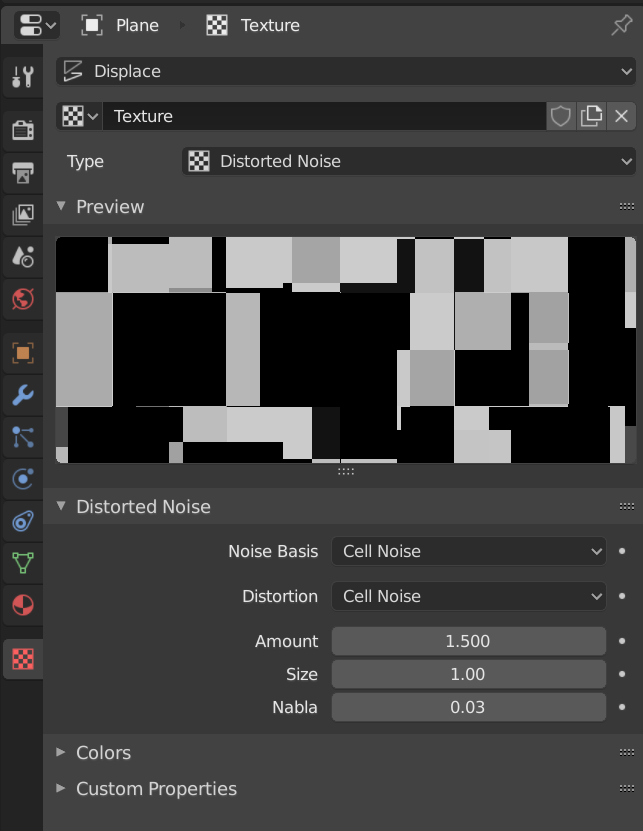 Plane Texture
Displace
Texture
Type Distorted Noise
Preview
Distorted Noise
Noise Basis Cell Noise
Distortion Cell Noise
Amount 1.500
Size 1.00
Nabla 0.03
Colors
Custom Properties